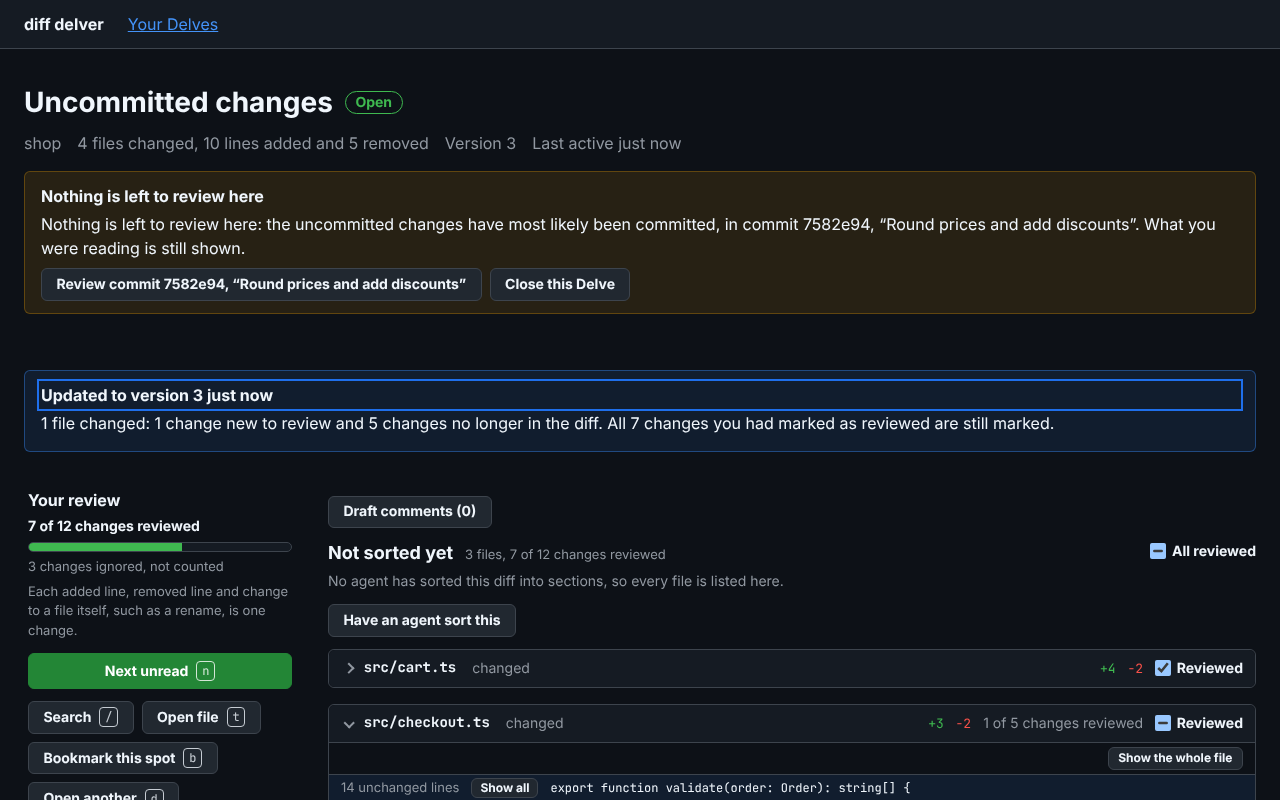 diff delver Your Delves
Uncommitted changes Open
shop 4 files changed, 10 lines added and 5 removed Version 3 Last active just now
Nothing is left to review here
Nothing is left to review here: the uncommitted changes have most likely been committed, in commit 7582e94, “Round prices and add discounts”. What you
were reading is still shown.
Review commit 7582e94, “Round prices and add discounts” Close this Delve
Updated to version 3 just now
1 file changed: 1 change new to review and 5 changes no longer in the diff. All 7 changes you had marked as reviewed are still marked.
Your review
7 of 12 changes reviewed
3 changes ignored, not counted
Each added line, removed line and change
to a file itself, such as a rename, is one
change.
Next unread n
Search / Open file t
Bookmark this spot b
Open another d
Draft comments (0)
Not sorted yet 3 files, 7 of 12 changes reviewed All reviewed
No agent has sorted this diff into sections, so every file is listed here.
Have an agent sort this
src/cart.ts changed +4 -2 Reviewed
src/checkout.ts changed +3 -2 1 of 5 changes reviewed Reviewed
Show the whole file
14 unchanged lines Show all export function validate(order: Order): string[] {